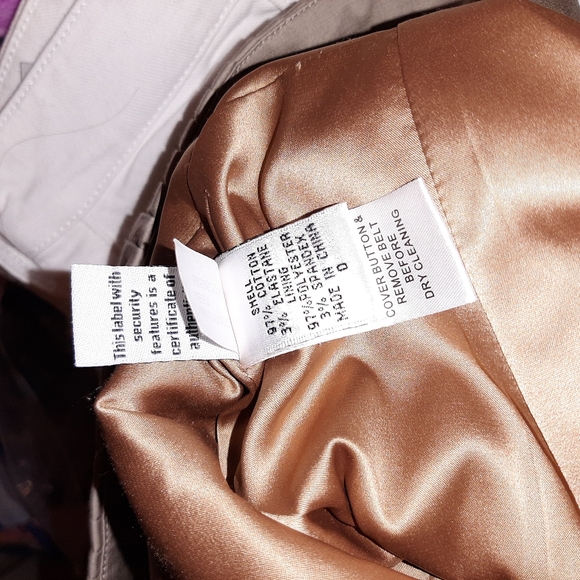 This label with
security
features is a
certificate of
SHELL
97% COTTON
3% ELASTANE
LINING
97% POLYESTER
3% SPANDEX
MADE IN CHINA
0
COVER BUTTON &
REMOVE BELT
BEFORE
DRY CLEANING